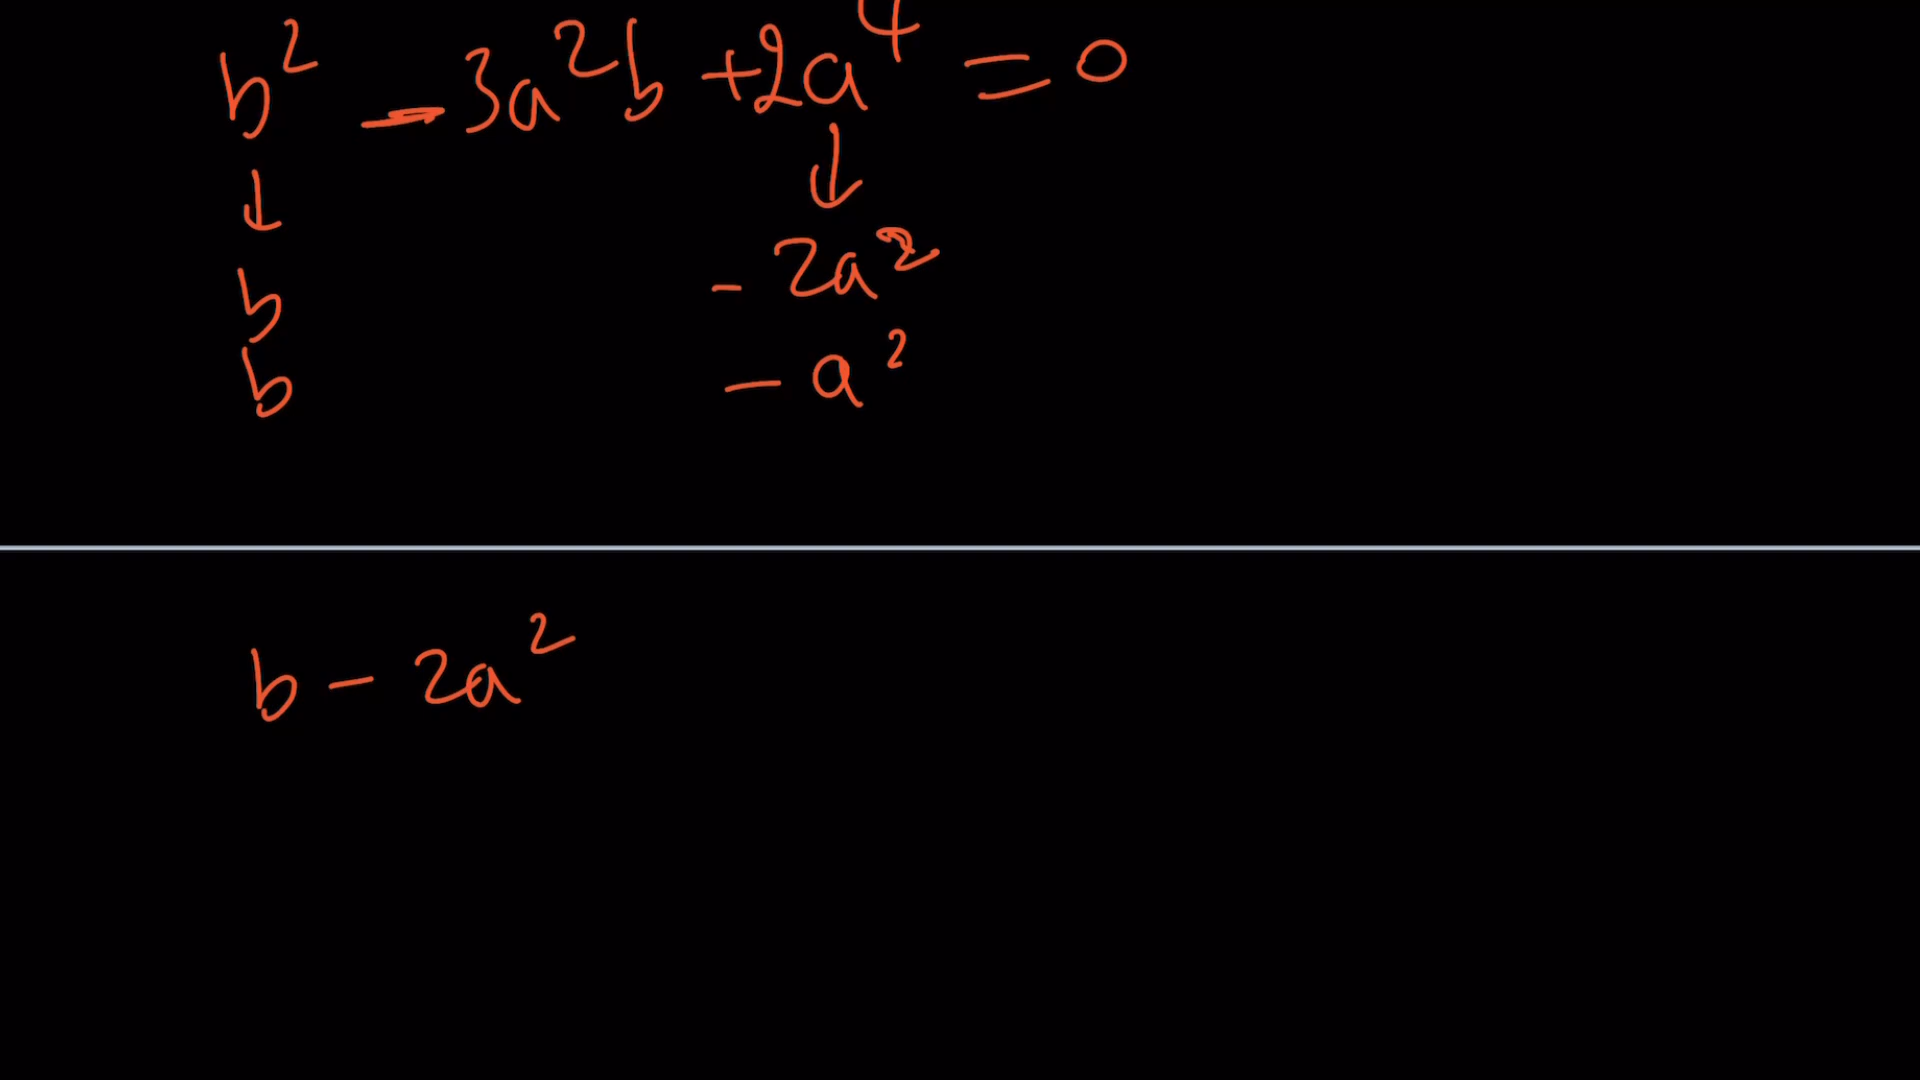 b² - 3a²b + 2a⁴ = 0
↓ ↓
b - 2a²
b - a²
b - 2a²